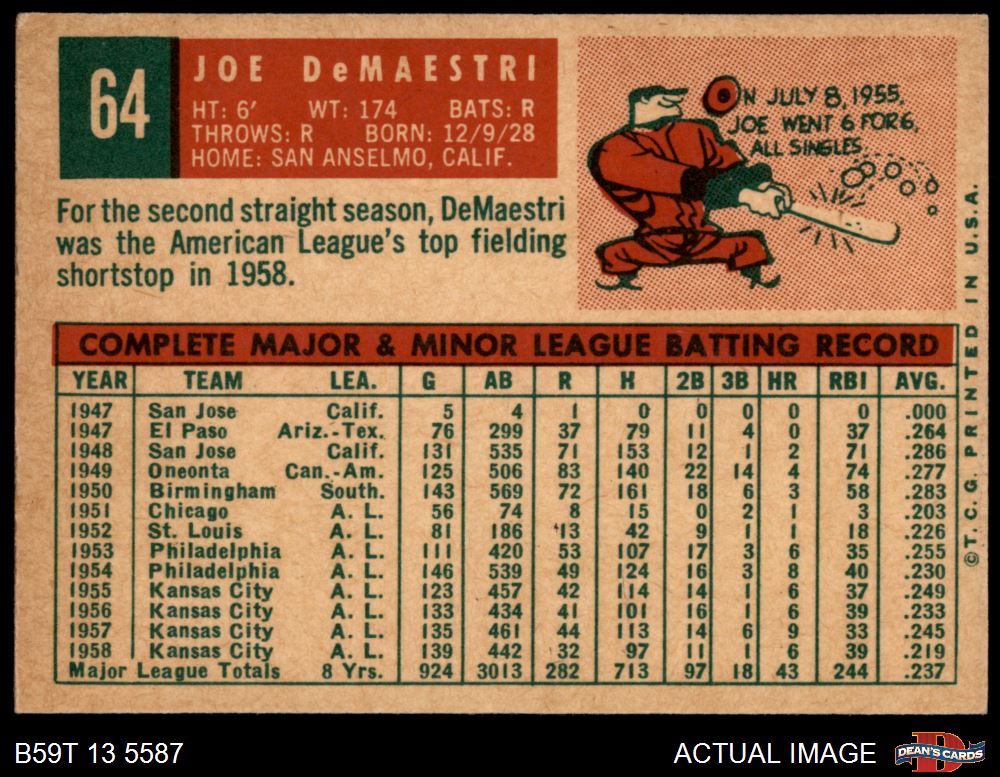 64
JOE DeMAESTRI
HT: 6' WT: 174 BATS: R
THROWS: R BORN: 12/9/28
HOME: SAN ANSELMO, CALIF.
For the second straight season, DeMaestri
was the American League's top fielding
shortstop in 1958.
ON JULY 8, 1955,
JOE WENT 6 FOR 6,
ALL SINGLES
COMPLETE MAJOR & MINOR LEAGUE BATTING RECORD
YEAR TEAM LEA. G AB R H 2B 3B HR RBI AVG.
1947 San Jose Calif. 5 4 1 0 0 0 0 0 .000
1947 El Paso Ariz.-Tex. 76 299 37 79 11 4 0 37 .264
1948 San Jose Calif. 131 535 71 153 12 1 2 71 .286
1949 Oneonta Can.-Am. 125 506 83 140 22 14 4 74 .277
1950 Birmingham South. 143 569 72 161 18 6 3 58 .283
1951 Chicago A. L. 56 74 8 15 0 2 1 3 .203
1952 St. Louis A. L. 81 186 13 42 9 1 1 18 .226
1953 Philadelphia A. L. 111 420 53 107 17 3 6 35 .255
1954 Philadelphia A. L. 146 539 49 124 16 3 8 40 .230
1955 Kansas City A. L. 123 457 42 114 14 1 6 37 .249
1956 Kansas City A. L. 133 434 41 101 16 1 6 39 .233
1957 Kansas City A. L. 135 461 44 113 14 6 9 33 .245
1958 Kansas City A. L. 139 442 32 97 11 1 6 39 .219
Major League Totals 8 Yrs. 924 3013 282 713 97 18 43 244 .237
© T. C. G. PRINTED IN U.S.A.
B59T 13 5587
ACTUAL IMAGE
DEAN'S CARDS